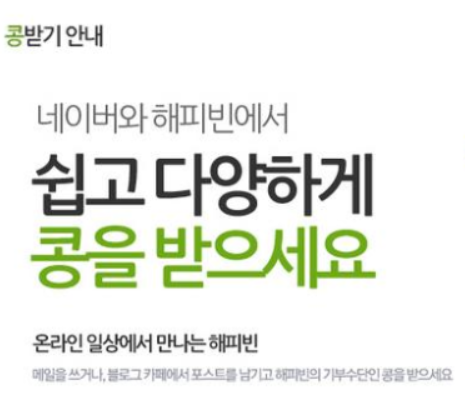 콩받기 안내
네이버와 해피빈에서
쉽고 다양하게
콩을 받으세요
온라인 일상에서 만나는 해피빈
메일을 쓰거나, 블로그 카페에서 포스트를 남기고 해피빈의 기부수단인 콩을 받으세요